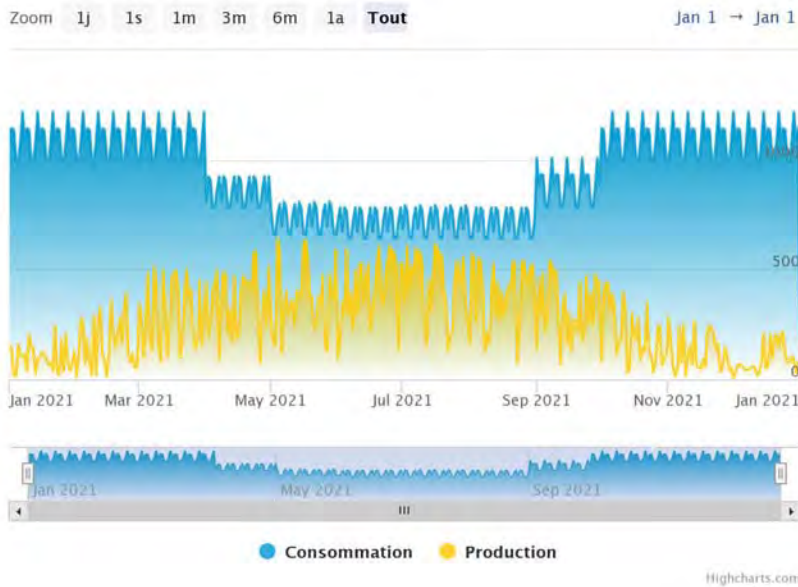 Zoom 1j 1s 1m 3m 6m 1a Tout Jan 1 → Jan 1
1000
500
0
Jan 2021 Mar 2021 May 2021 Jul 2021 Sep 2021 Nov 2021 Jan 2021
Jan 2021 May 2021 Sep 2021
Consommation Production
Highcharts.com